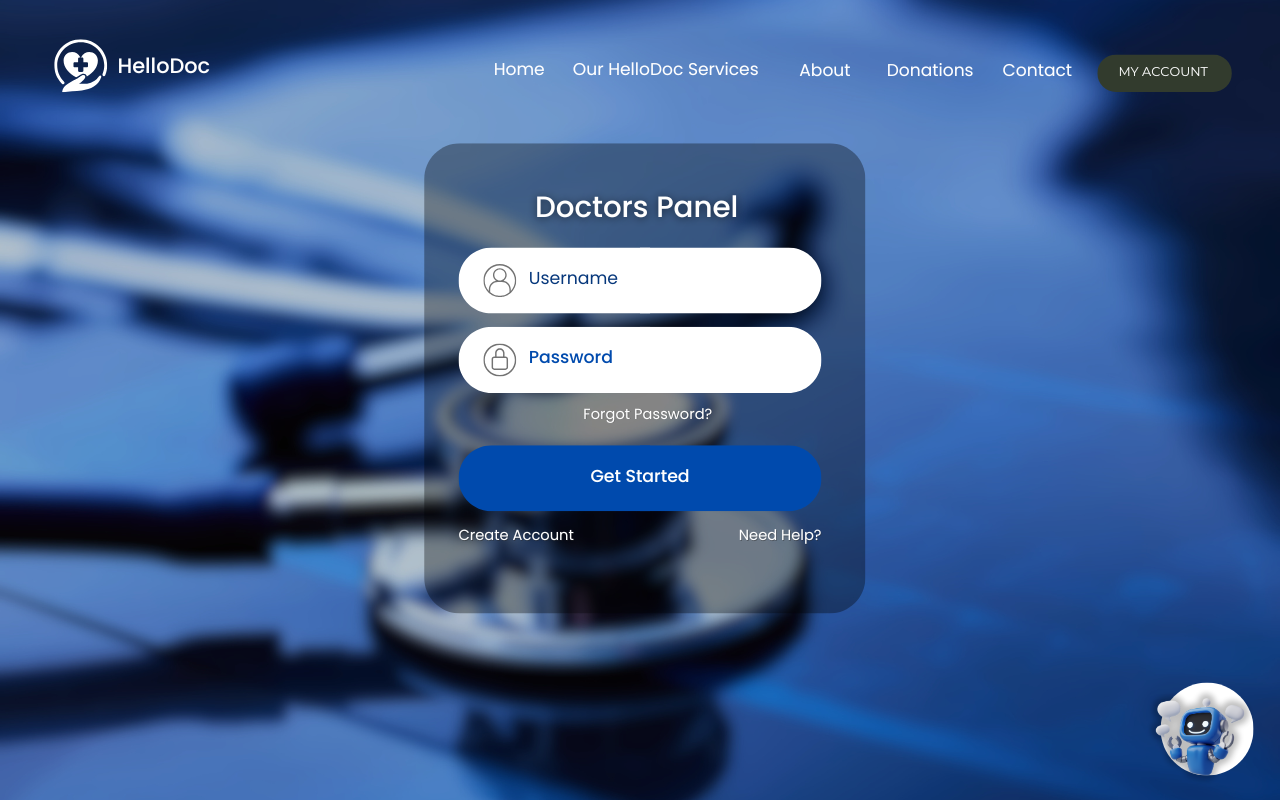 HelloDoc
Home
Our HelloDoc Services
About
Donations
Contact
MY ACCOUNT
Doctors Panel
Username
Password
Forgot Password?
Get Started
Create Account
Need Help?